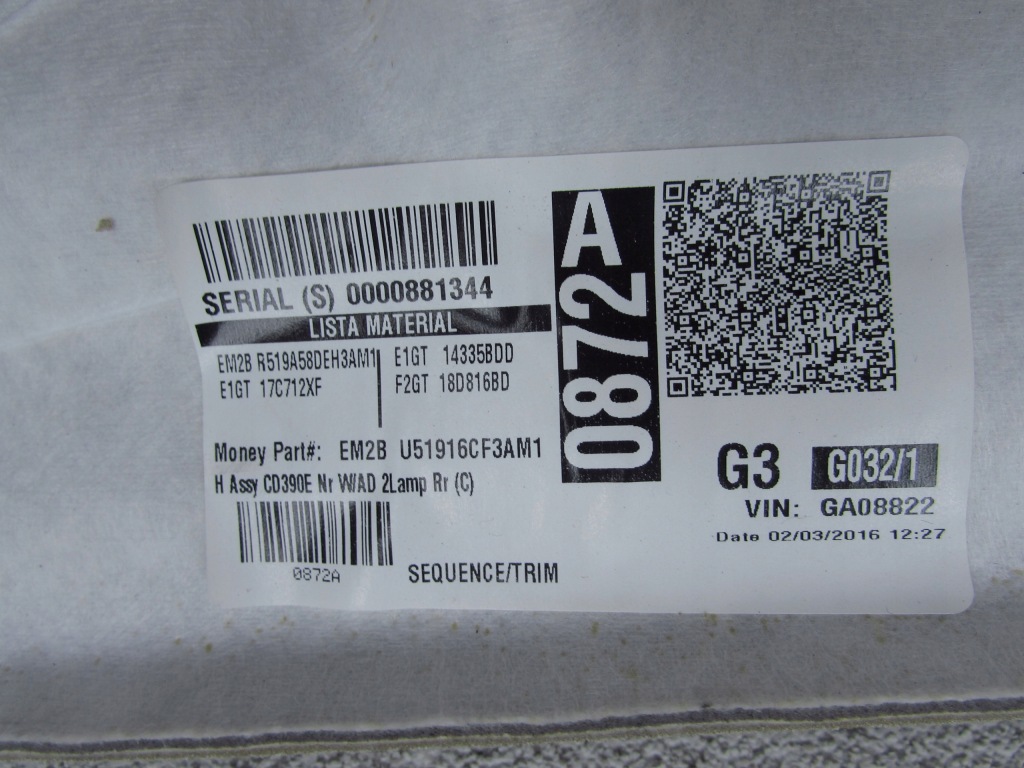 SERIAL (S) 0000881344
LISTA MATERIAL
EM2B R519A58DEH3AM1
E1GT 17C712XF
E1GT 14335BDD
F2GT 18D816BD
Money Part#: EM2B U51916CF3AM1
H Assy CD390E Nr W/AD 2Lamp Rr (C)
0872A
SEQUENCE/TRIM
0872A
G3 G032/1
VIN: GA08822
Date 02/03/2016 12:27